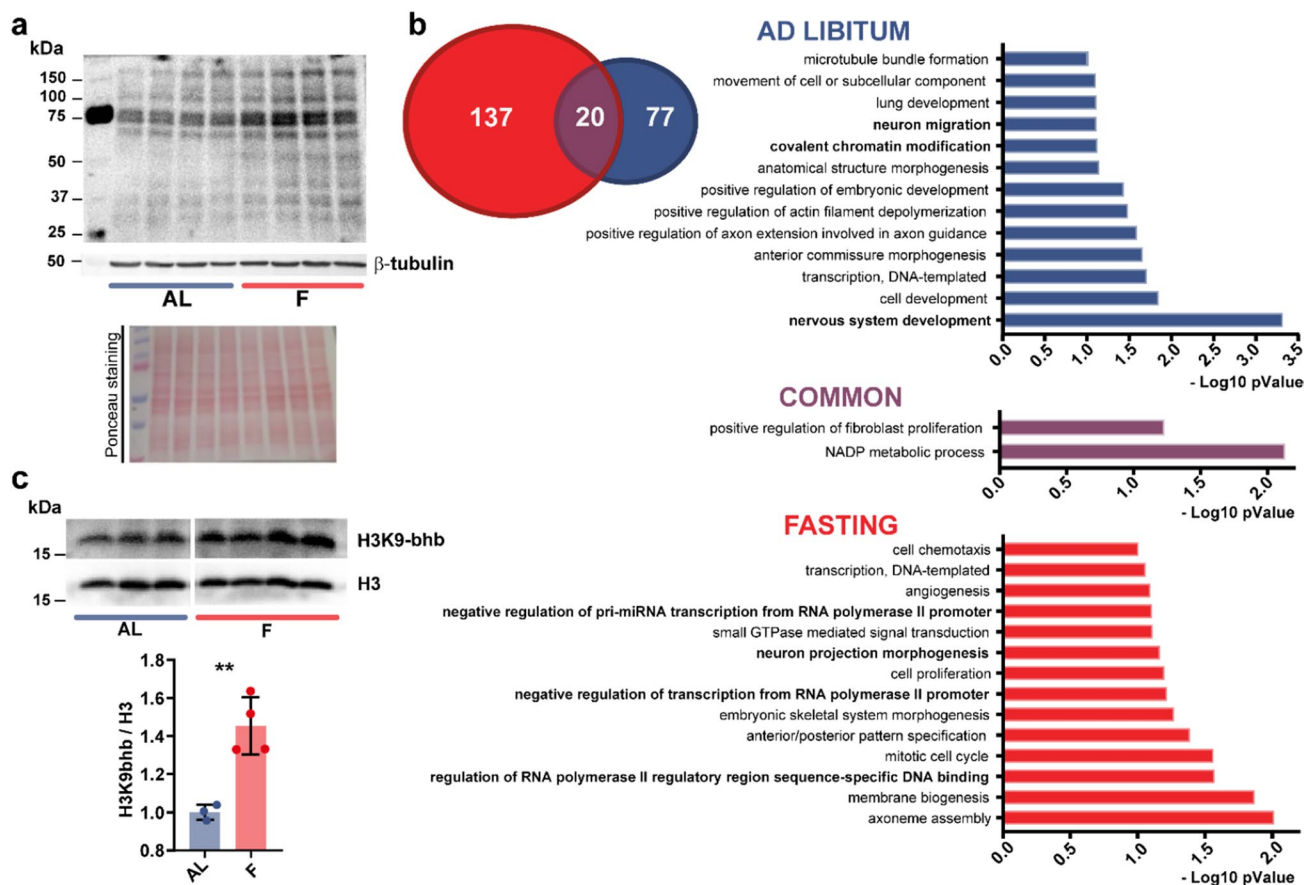 a
kDa
150
100
75
50
37
25
50
β-tubulin
AL
F
Ponceau staining
b
137
20
77
AD LIBITUM
microtubule bundle formation
movement of cell or subcellular component
lung development
neuron migration
covalent chromatin modification
anatomical structure morphogenesis
positive regulation of embryonic development
positive regulation of actin filament depolymerization
positive regulation of axon extension involved in axon guidance
anterior commissure morphogenesis
transcription, DNA-templated
cell development
nervous system development
0.0 0.5 1.0 1.5 2.0 2.5 3.0 3.5
- Log10 pValue
COMMON
positive regulation of fibroblast proliferation
NADP metabolic process
0.0 0.5 1.0 1.5 2.0
- Log10 pValue
FASTING
cell chemotaxis
transcription, DNA-templated
angiogenesis
negative regulation of pri-miRNA transcription from RNA polymerase II promoter
small GTPase mediated signal transduction
neuron projection morphogenesis
cell proliferation
negative regulation of transcription from RNA polymerase II promoter
embryonic skeletal system morphogenesis
anterior/posterior pattern specification
mitotic cell cycle
regulation of RNA polymerase II regulatory region sequence-specific DNA binding
membrane biogenesis
axoneme assembly
0.0 0.5 1.0 1.5 2.0
- Log10 pValue
c
kDa
15
H3K9-bhb
15
H3
AL
F
H3K9bhb / H3
1.8
1.6
1.4
1.2
1.0
0.8
**
AL
F